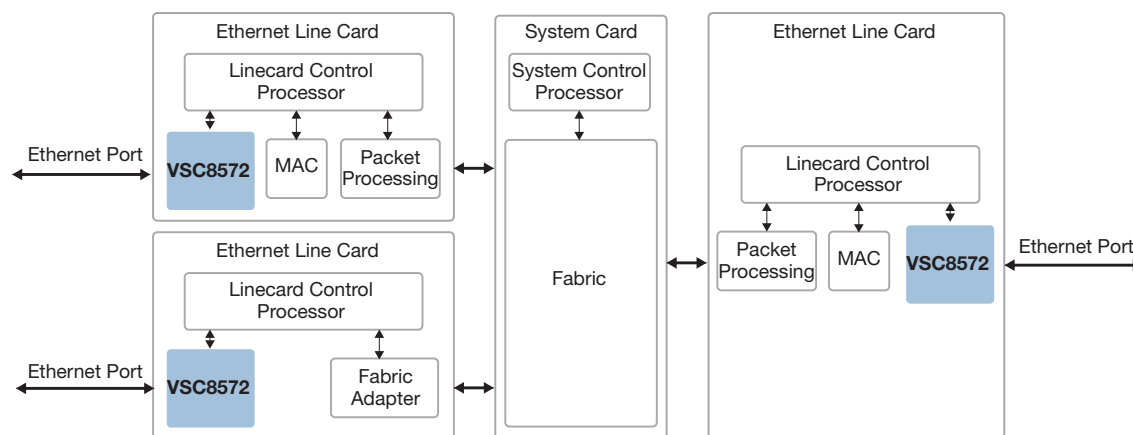 Ethernet Line Card
Linecard Control
Processor
Ethernet Port
VSC8572
MAC
Packet
Processing
Ethernet Line Card
Linecard Control
Processor
Ethernet Port
VSC8572
Fabric
Adapter
System Card
System Control
Processor
Fabric
Ethernet Line Card
Linecard Control
Processor
Packet
Processing
MAC
VSC8572
Ethernet Port